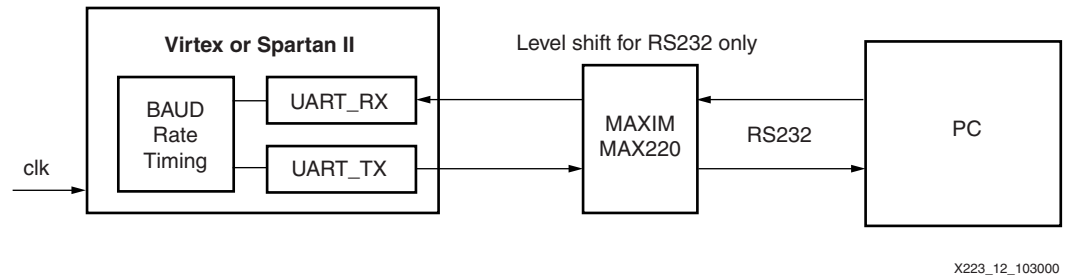 Virtex or Spartan II
Level shift for RS232 only
BAUD
Rate
Timing
UART_RX
UART_TX
clk
MAXIM
MAX220
RS232
PC
X223_12_103000